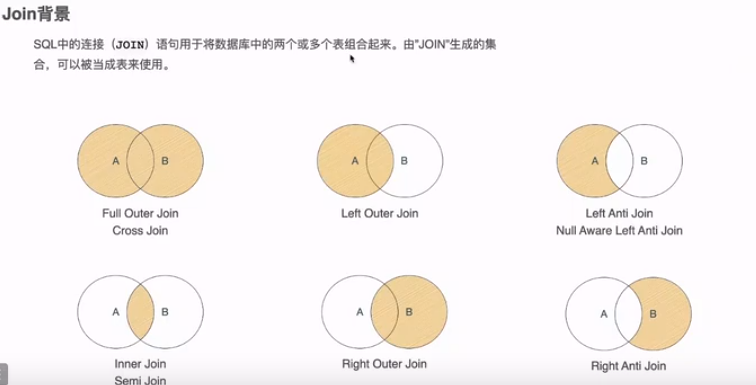 Join背景
SQL中的连接（JOIN）语句用于将数据库中的两个或多个表组合起来。由"JOIN"生成的集
合，可以被当成表来使用。
A B
A B
A B
Full Outer Join
Cross Join
Left Outer Join
Left Anti Join
Null Aware Left Anti Join
A B
A B
A B
Inner Join
Semi Join
Right Outer Join
Right Anti Join